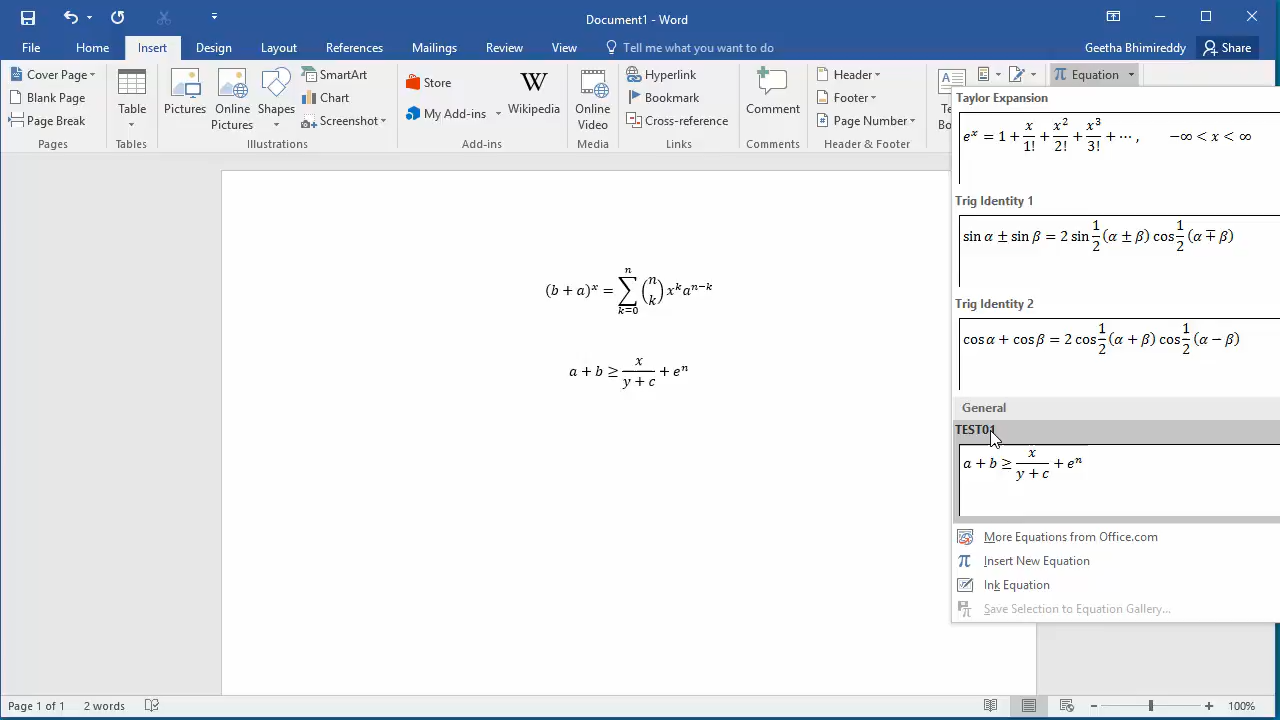 Document1 - Word
File Home Insert Design Layout References Mailings Review View Tell me what you want to do Geetha Bhimireddy Share
Cover Page
Blank Page
Page Break
Pages
Table
Tables
Pictures
Online
Pictures
Shapes
SmartArt
Chart
Screenshot
Illustrations
Store
My Add-ins
Add-ins
Wikipedia
Online
Video
Media
Hyperlink
Bookmark
Cross-reference
Links
Comment
Comments
Header
Footer
Page Number
Header & Footer
A
Te
Bo
π Equation
Taylor Expansion
e^x = 1 + x/1! + x²/2! + x³/3! + ⋯ , −∞ < x < ∞
Trig Identity 1
sin α ± sin β = 2 sin 1/2 (α ± β) cos 1/2 (α ∓ β)
Trig Identity 2
cos α + cos β = 2 cos 1/2 (α + β) cos 1/2 (α − β)
General
TEST01
a + b ≥ x/(y + c) + eⁿ
More Equations from Office.com
π Insert New Equation
Ink Equation
Save Selection to Equation Gallery...
(b + a)^x = ∑_{k=0}^{n} (n k) x^k a^{n−k}
a + b ≥ x/(y + c) + eⁿ
Page 1 of 1 2 words 100%